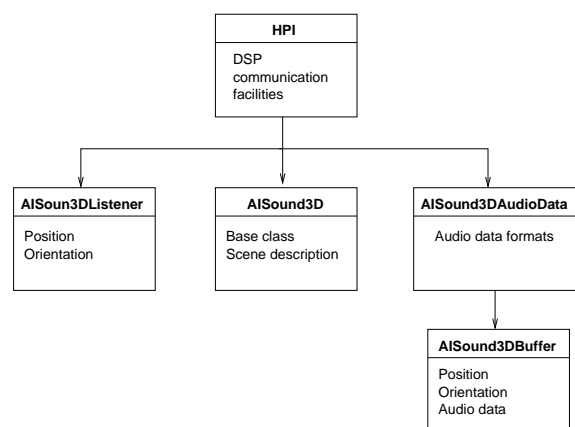 HPI
DSP
communication
facilities
AISoun3DListener
Position
Orientation
AISound3D
Base class
Scene description
AISound3DAudioData
Audio data formats
AISound3DBuffer
Position
Orientation
Audio data